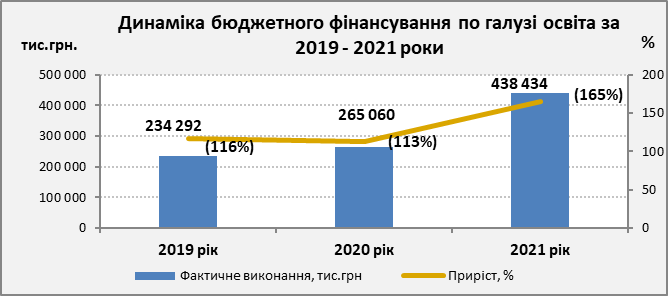 Динаміка бюджетного фінансування по галузі освіта за
2019 - 2021 роки
тис.грн.
%
500 000
400 000
300 000
200 000
100 000
0
200
150
100
50
0
234 292
(116%)
265 060
(113%)
438 434
(165%)
2019 рік
2020 рік
2021 рік
Фактичне виконання, тис.грн
Приріст, %